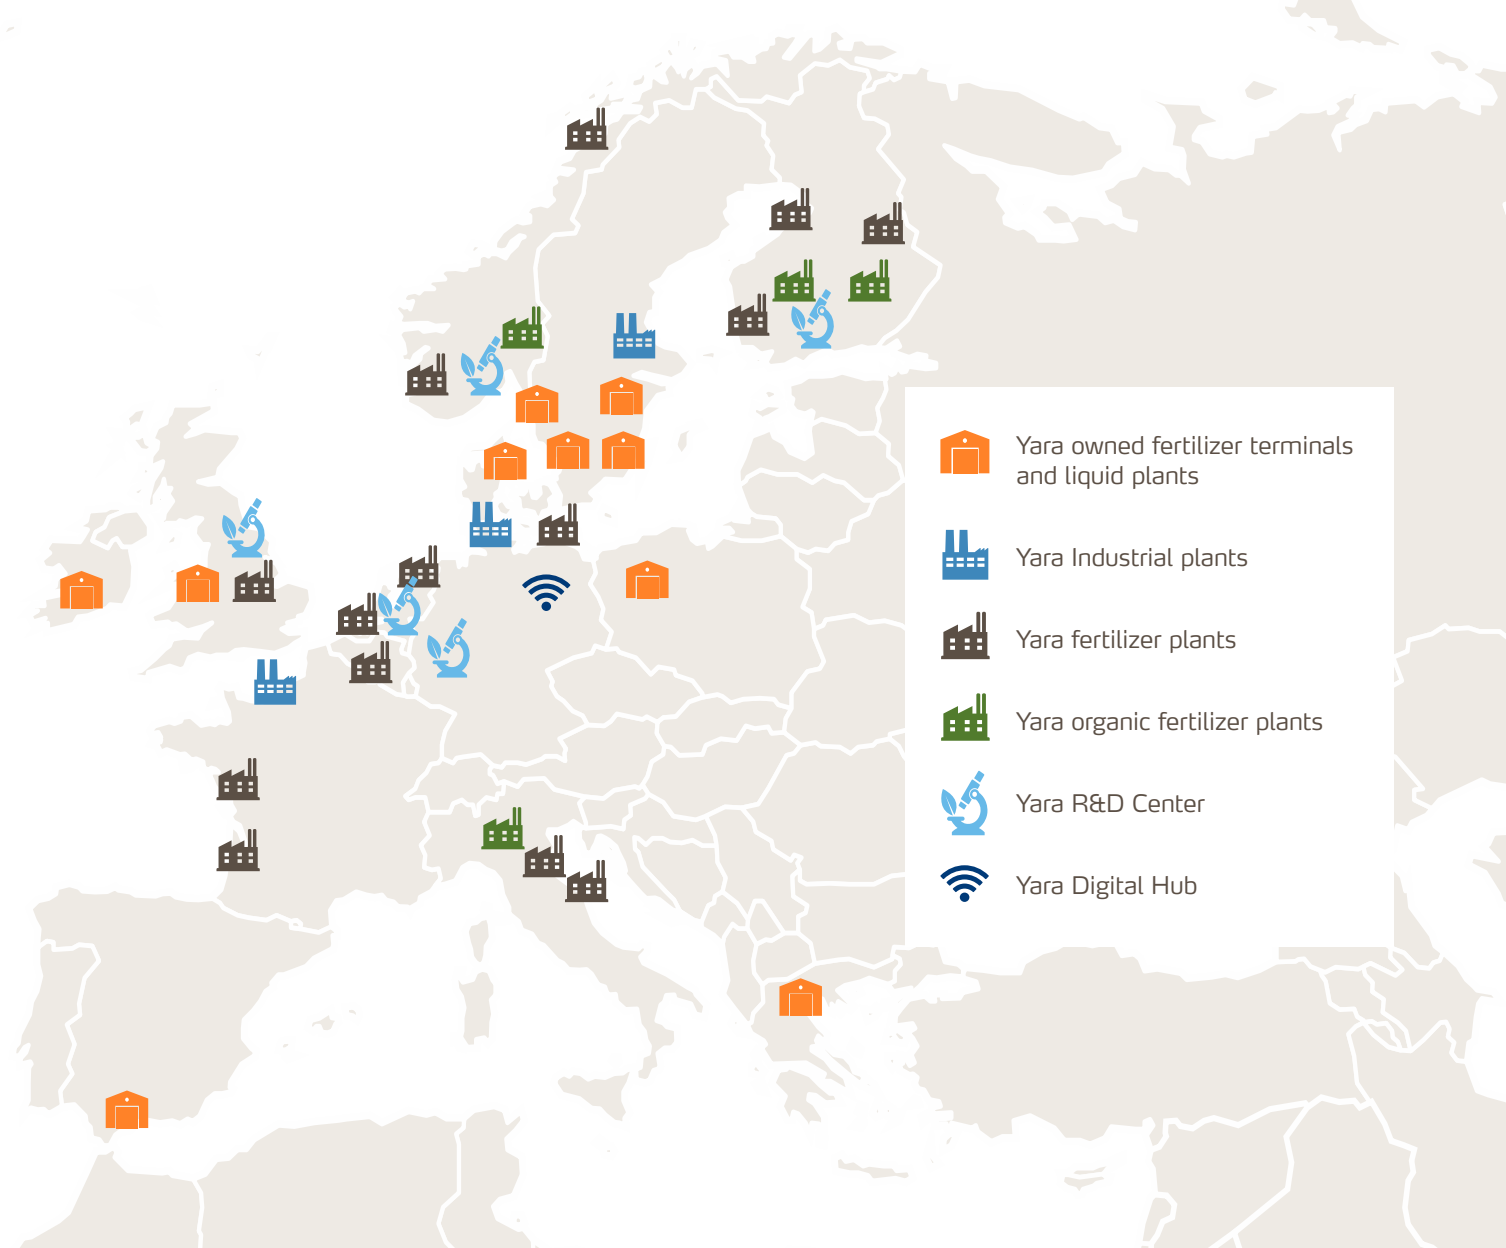 Yara owned fertilizer terminals
and liquid plants
Yara Industrial plants
Yara fertilizer plants
Yara organic fertilizer plants
Yara R&D Center
Yara Digital Hub